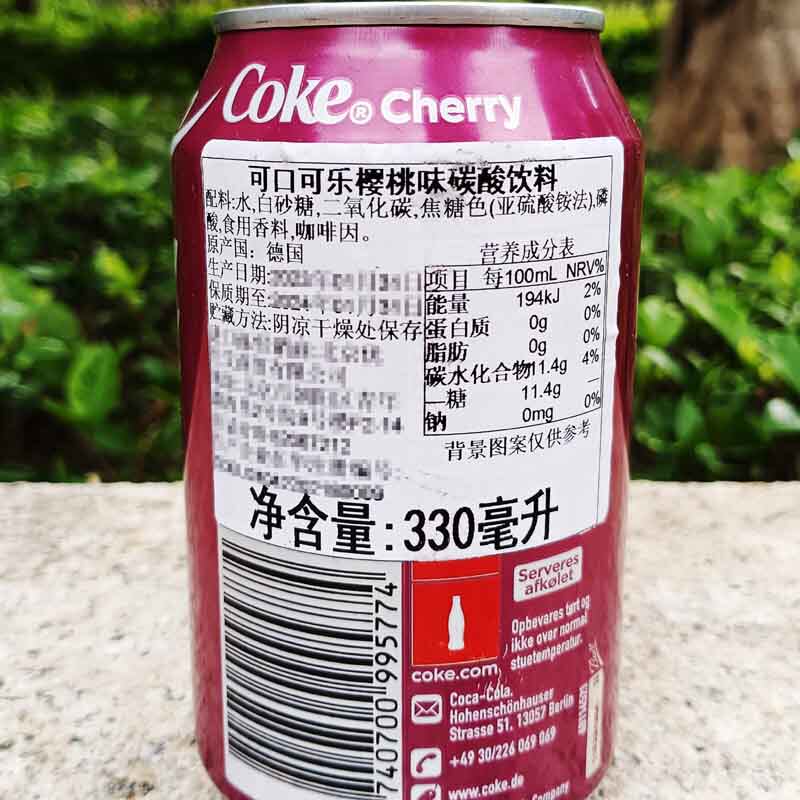 Coke® Cherry
可口可乐樱桃味碳酸饮料
配料:水,白砂糖,二氧化碳,焦糖色(亚硫酸铵法),磷
酸,食用香料,咖啡因。
原产国: 德国
生产日期:
保质期至:
贮藏方法:阴凉干燥处保存
营养成分表
项目 每100mL NRV%
能量 194kJ 2%
蛋白质 0g 0%
脂肪 0g 0%
碳水化合物 11.4g 4%
—糖 11.4g —
钠 0mg 0%
背景图案仅供参考
净含量:330毫升
740700 995774
Serveres
afkølet
Opbevares tørt og
ikke over normal
stuetemperatur.
coke.com
Coca-Cola,
Hohenschönhauser
Strasse 51, 13057 Berlin
+49 30/226 069 069
www.coke.de
Company